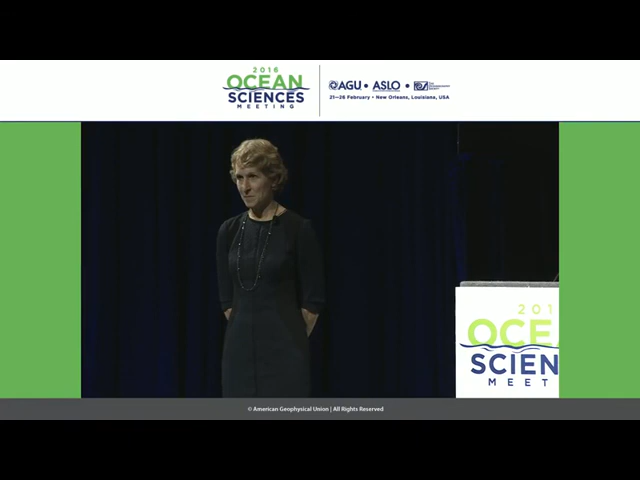 2016
OCEAN
SCIENCES
MEETING
AGU • ASLO •
21–26 February • New Orleans, Louisiana, USA
201
OCEA
SCIEN
MEET
© American Geophysical Union | All Rights Reserved